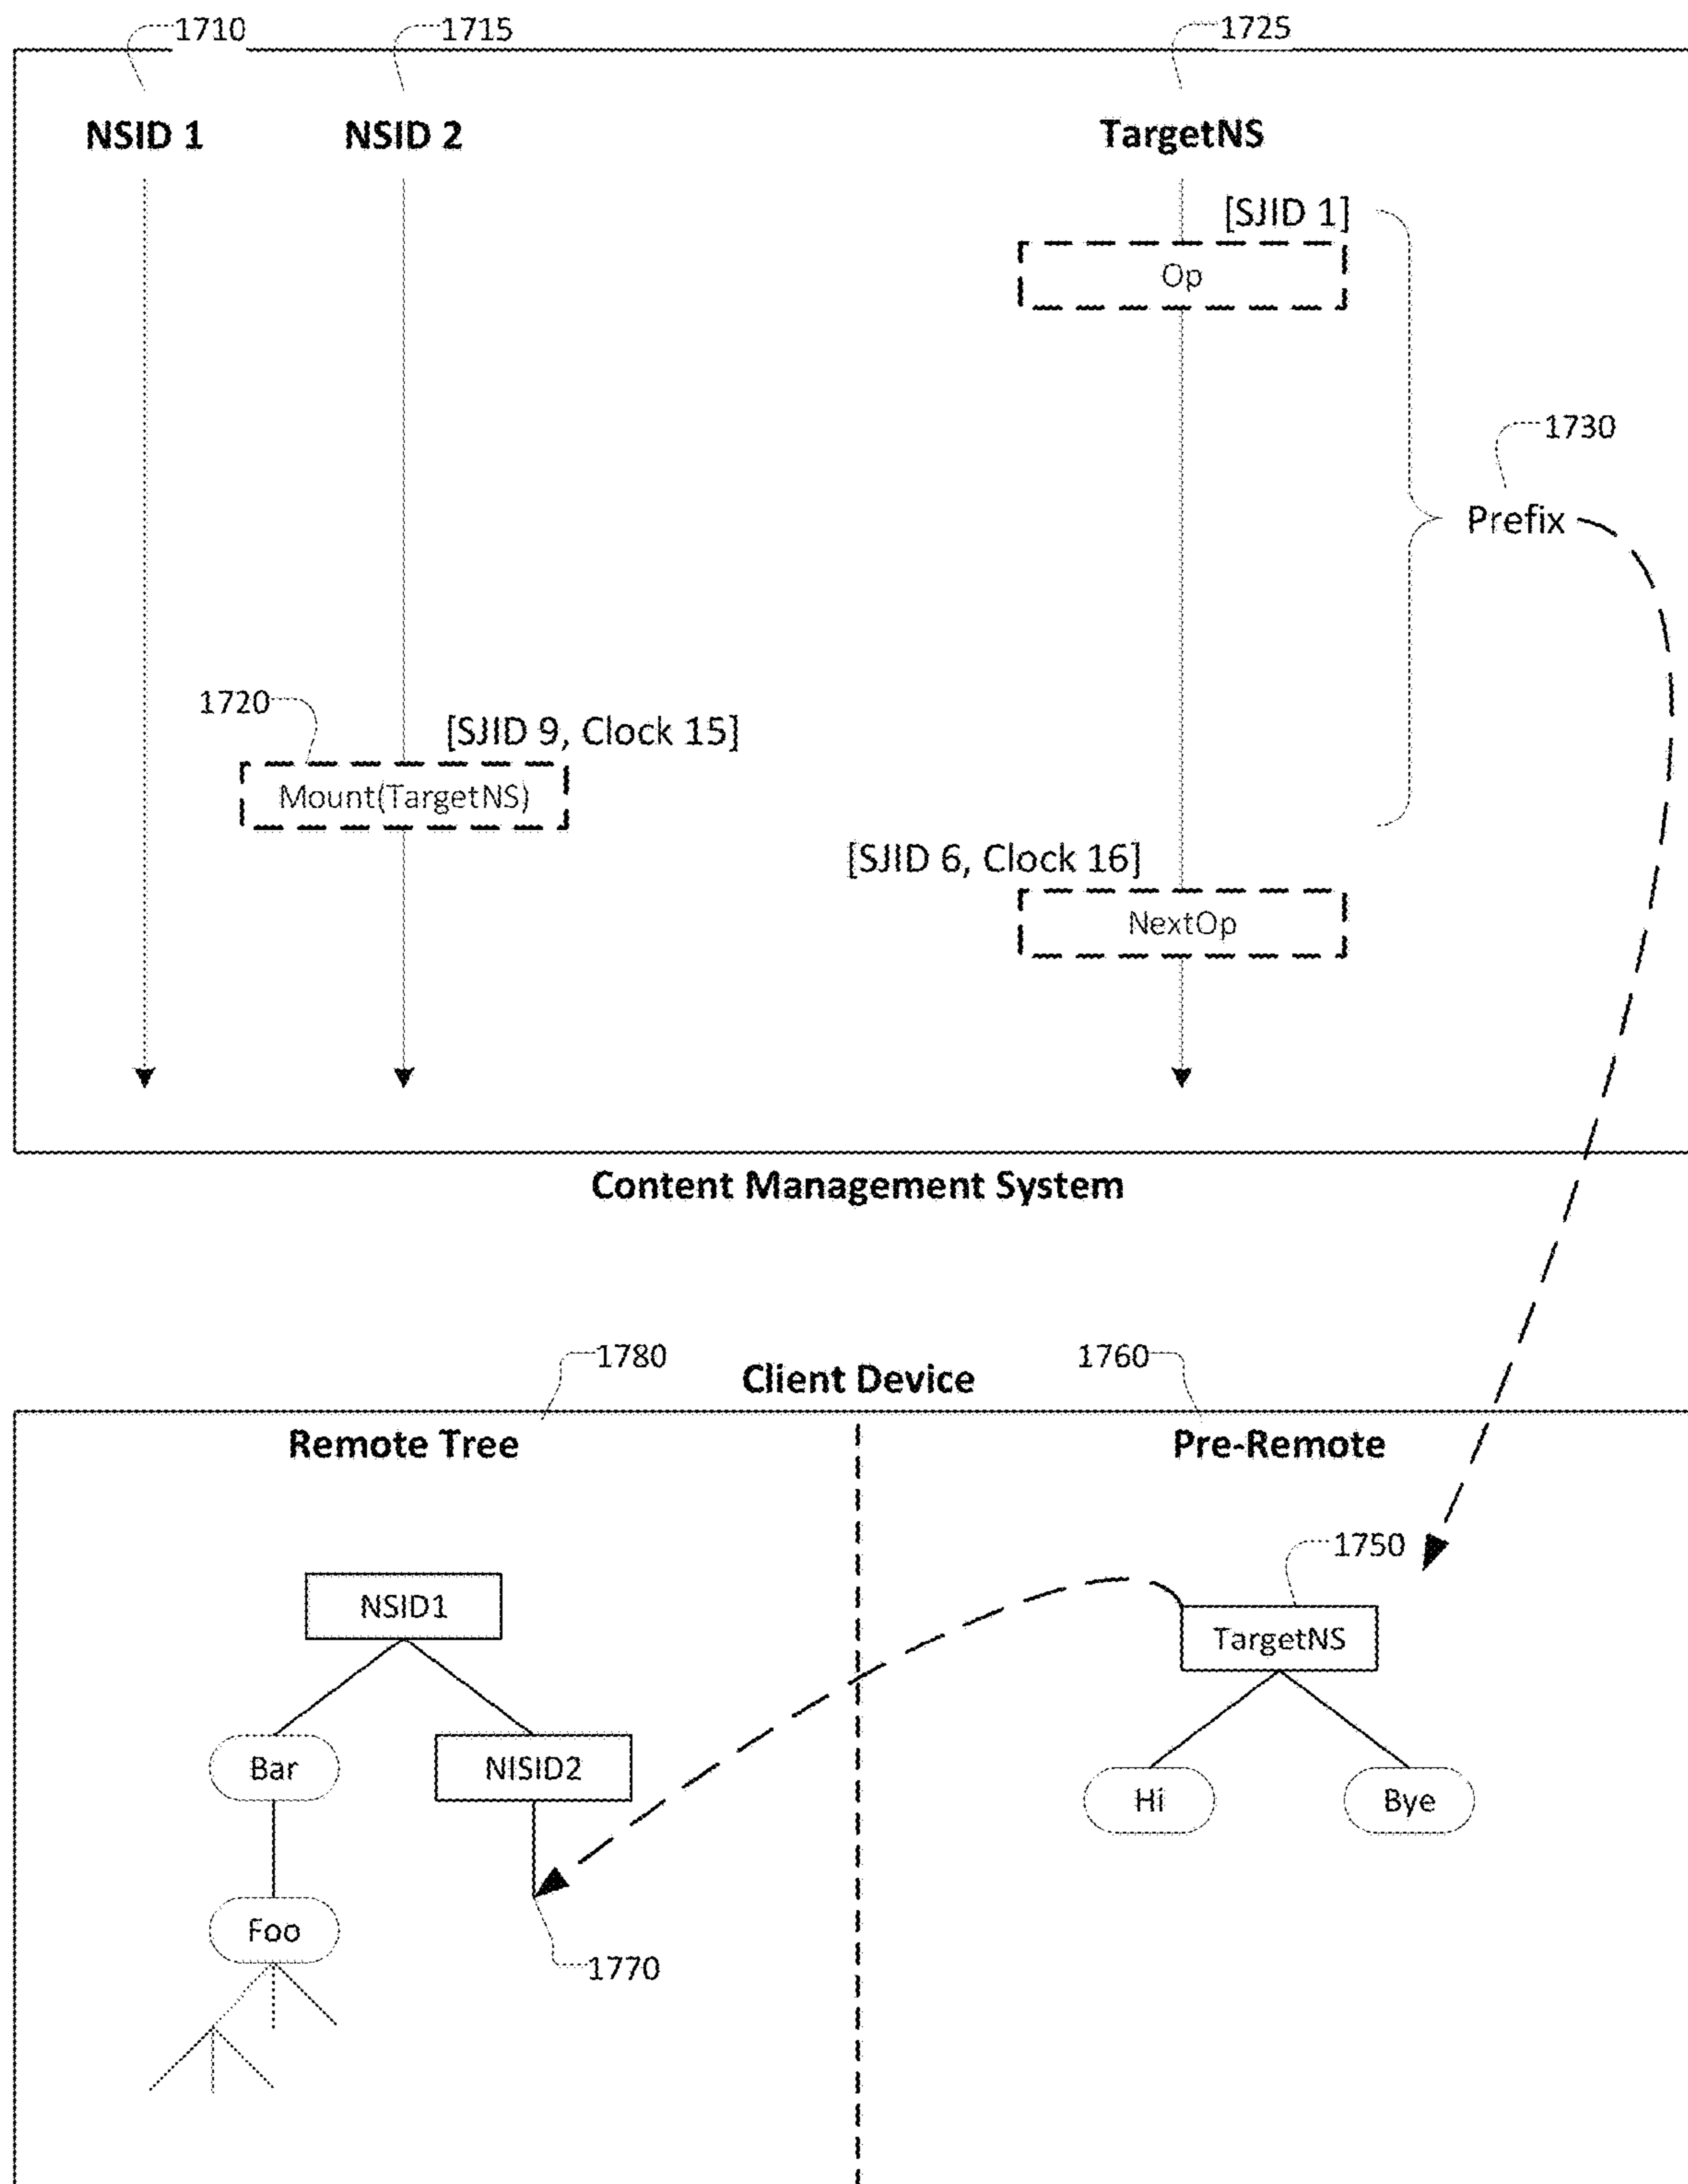 1710
1715
1725
NSID 1
NSID 2
TargetNS
[SJID 1]
Op
1730
Prefix
1720
[SJID 9, Clock 15]
Mount(TargetNS)
[SJID 6, Clock 16]
NextOp
Content Management System
1780
1760
Client Device
Remote Tree
Pre-Remote
1750
NSID1
TargetNS
Bar
NISID2
Hi
Bye
Foo
1770